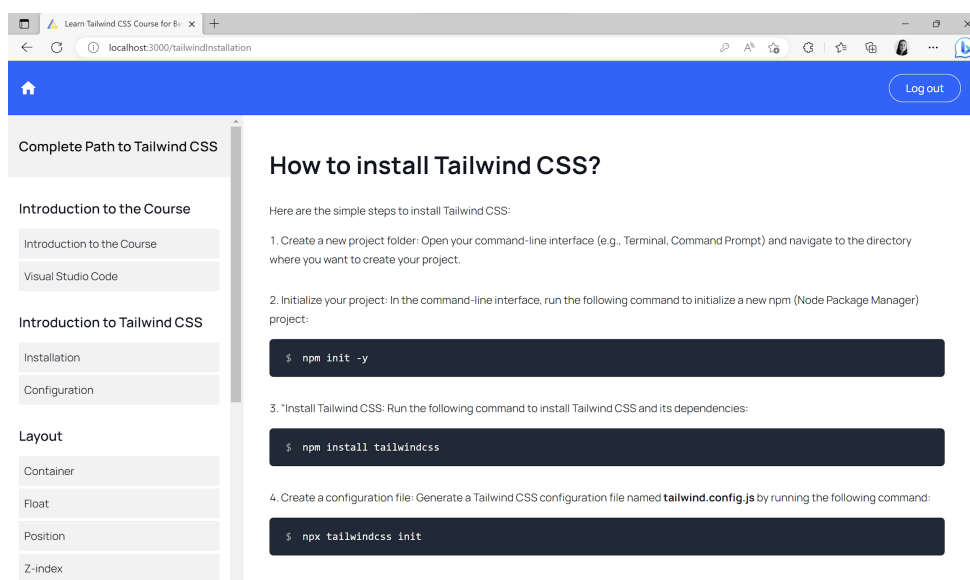 Learn Tailwind CSS Course for Be
localhost:3000/tailwindInstallation
Log out
Complete Path to Tailwind CSS
Introduction to the Course
Introduction to the Course
Visual Studio Code
Introduction to Tailwind CSS
Installation
Configuration
Layout
Container
Float
Position
Z-index
How to install Tailwind CSS?
Here are the simple steps to install Tailwind CSS:
1. Create a new project folder: Open your command-line interface (e.g., Terminal, Command Prompt) and navigate to the directory
where you want to create your project.
2. Initialize your project: In the command-line interface, run the following command to initialize a new npm (Node Package Manager)
project:
$ npm init -y
3. "Install Tailwind CSS: Run the following command to install Tailwind CSS and its dependencies:
$ npm install tailwindcss
4. Create a configuration file: Generate a Tailwind CSS configuration file named tailwind.config.js by running the following command:
$ npx tailwindcss init